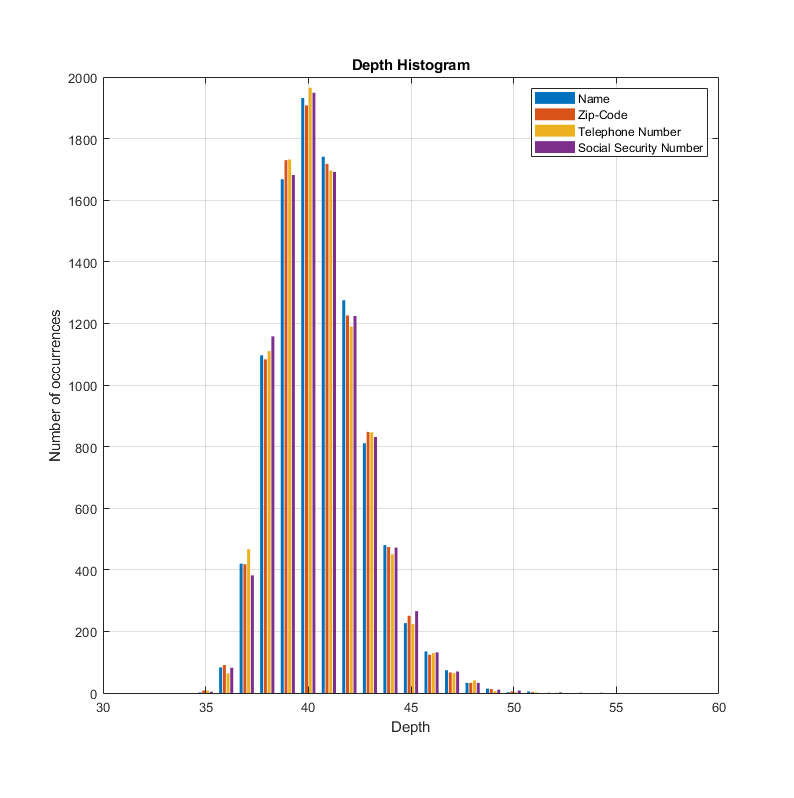 Depth Histogram
Name
Zip-Code
Telephone Number
Social Security Number
Number of occurrences
2000
1800
1600
1400
1200
1000
800
600
400
200
0
30 35 40 45 50 55 60
Depth